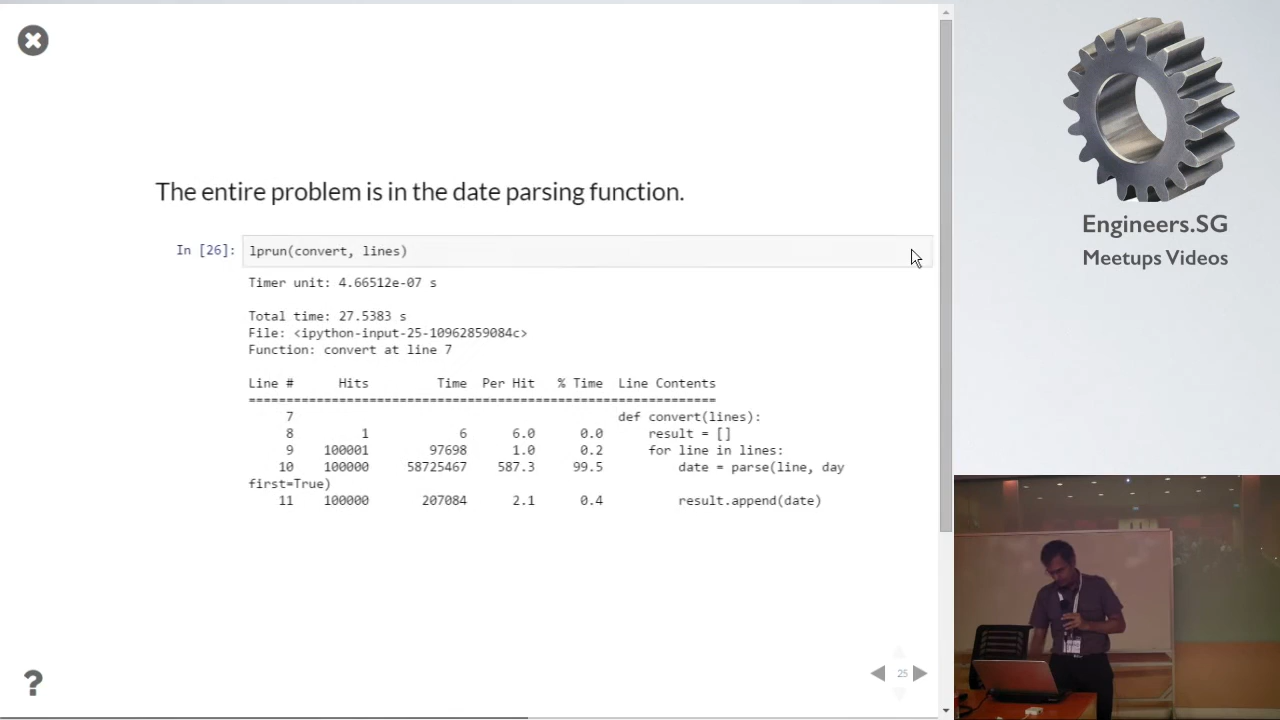 The entire problem is in the date parsing function.
In [26]: lprun(convert, lines)
Timer unit: 4.66512e-07 s
Total time: 27.5383 s
File: <ipython-input-25-10962859084c>
Function: convert at line 7
Line # Hits Time Per Hit % Time Line Contents
==============================================================
7 def convert(lines):
8 1 6 6.0 0.0 result = []
9 100001 97698 1.0 0.2 for line in lines:
10 100000 58725467 587.3 99.5 date = parse(line, day
first=True)
11 100000 207084 2.1 0.4 result.append(date)
25
?
Engineers.SG
Meetups Videos